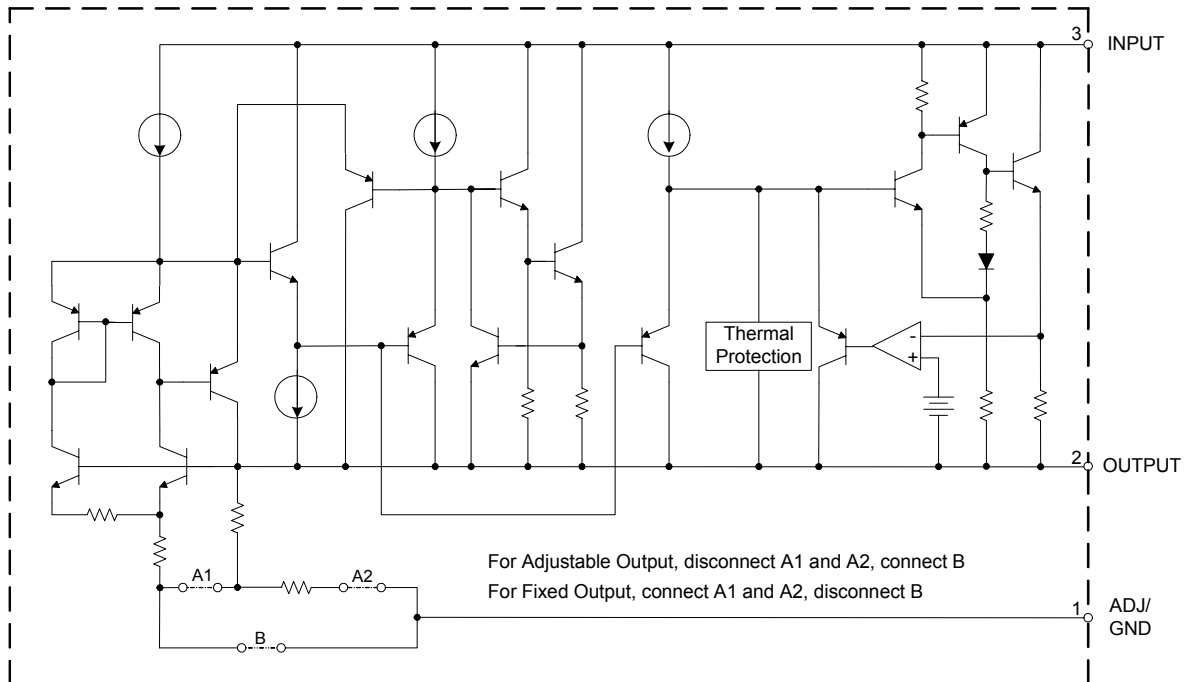 3
INPUT
Thermal
Protection
-
+
2
OUTPUT
For Adjustable Output, disconnect A1 and A2, connect B
For Fixed Output, connect A1 and A2, disconnect B
A1
A2
1
ADJ/
GND
B